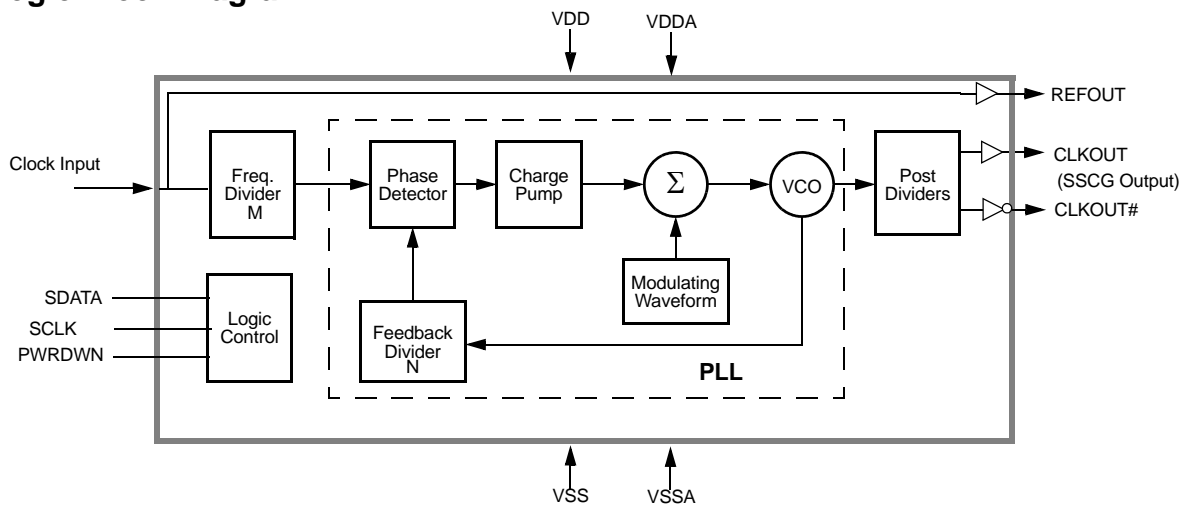 VDD
VDDA
REFOUT
Clock Input
Freq.
Divider
M
Phase
Detector
Charge
Pump
Σ
VCO
Post
Dividers
CLKOUT
(SSCG Output)
CLKOUT#
Modulating
Waveform
SDATA
SCLK
PWRDWN
Logic
Control
Feedback
Divider
N
PLL
VSS
VSSA